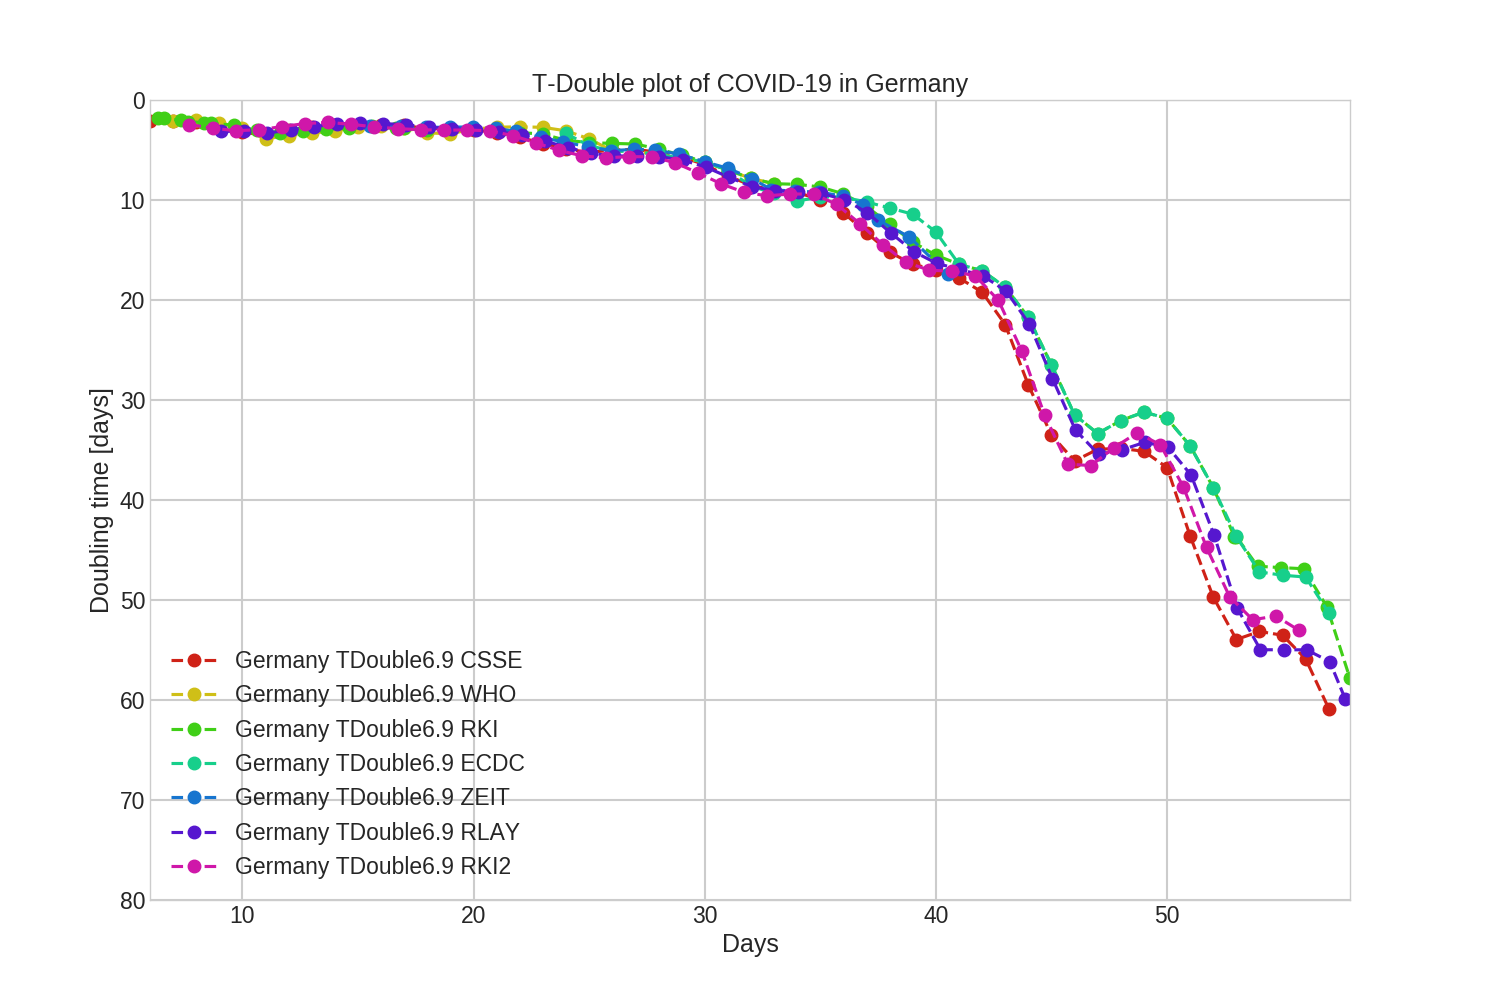 T-Double plot of COVID-19 in Germany
0
10
20
30
40
50
60
70
80
Doubling time [days]
Germany TDouble6.9 CSSE
Germany TDouble6.9 WHO
Germany TDouble6.9 RKI
Germany TDouble6.9 ECDC
Germany TDouble6.9 ZEIT
Germany TDouble6.9 RLAY
Germany TDouble6.9 RKI2
10 20 30 40 50
Days